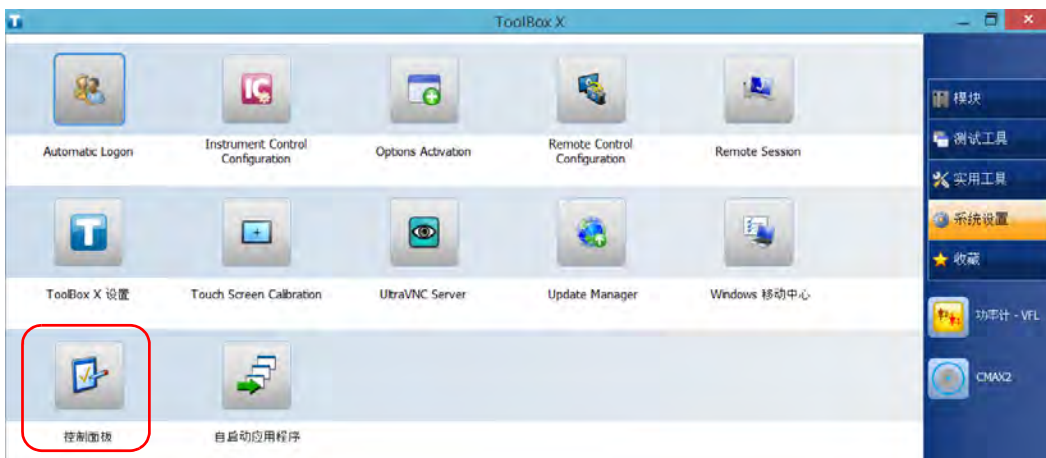 ToolBox X
Automatic Logon
Instrument Control
Configuration
Options Activation
Remote Control
Configuration
Remote Session
ToolBox X 设置
Touch Screen Calibration
UltraVNC Server
Update Manager
Windows 移动中心
控制面板
自启动应用程序
模块
测试工具
实用工具
系统设置
收藏
功率计 - VFL
CMAX2